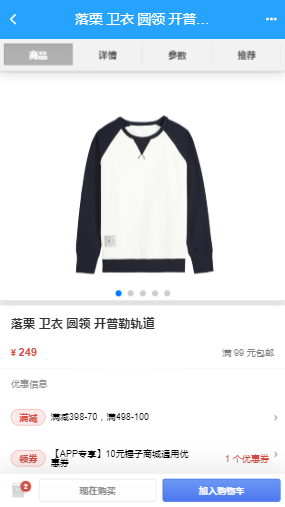 落栗 卫衣 圆领 开普...
商品 详情 参数 推荐
落栗 卫衣 圆领 开普勒轨道
¥ 249 满 99 元包邮
优惠信息
满减 满减398-70，满498-100
领券 【APP专享】10元锤子商城通用优惠券 1 个优惠券
2 现在购买 加入购物车